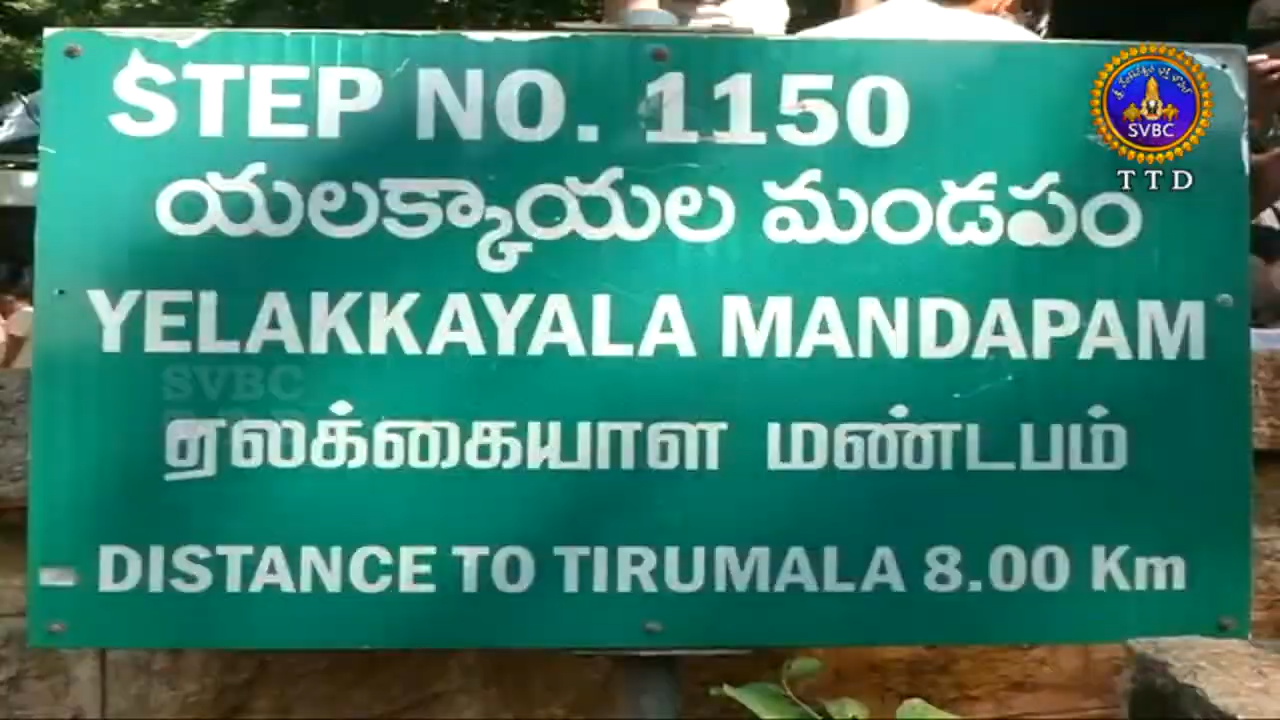 STEP NO. 1150
యలక్కాయల మండపం
YELAKKAYALA MANDAPAM
ஏலக்கையாள மண்டபம்
DISTANCE TO TIRUMALA 8.00 Km
SVBC
TTD
SVBC